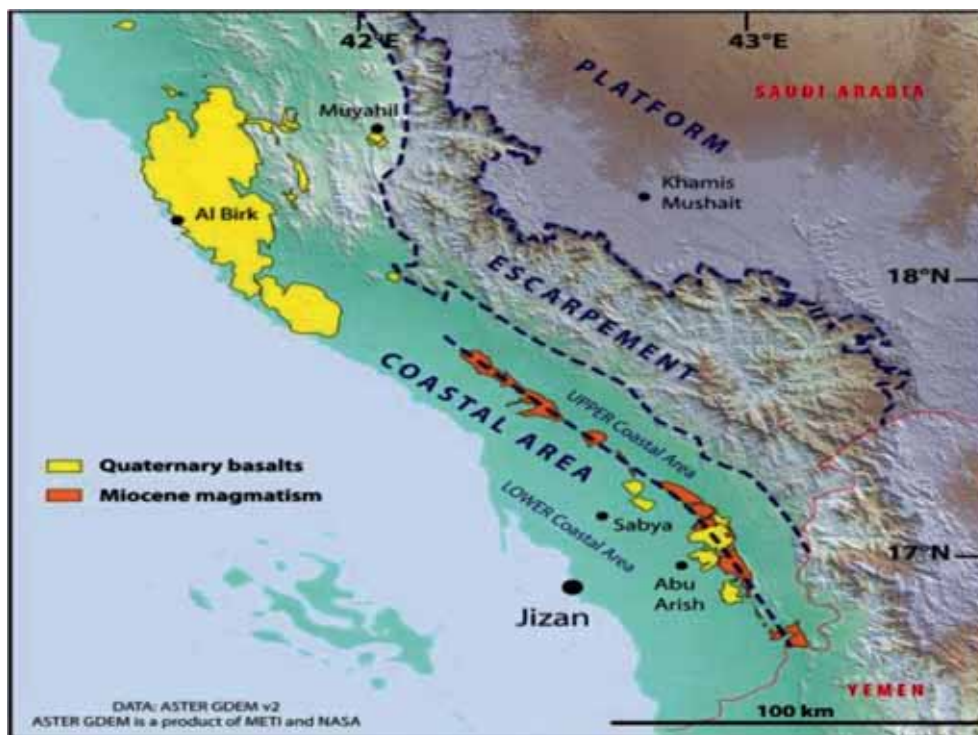 42°E
43°E
PLATFORM
SAUDI ARABIA
Muyahil
Khamis
Mushait
Al Birk
18°N
ESCARPEMENT
COASTAL AREA
UPPER Coastal Area
Quaternary basalts
Miocene magmatism
LOWER Coastal Area
Sabya
17°N
Abu
Arish
Jizan
YEMEN
DATA: ASTER GDEM v2
ASTER GDEM is a product of METI and NASA
100 km